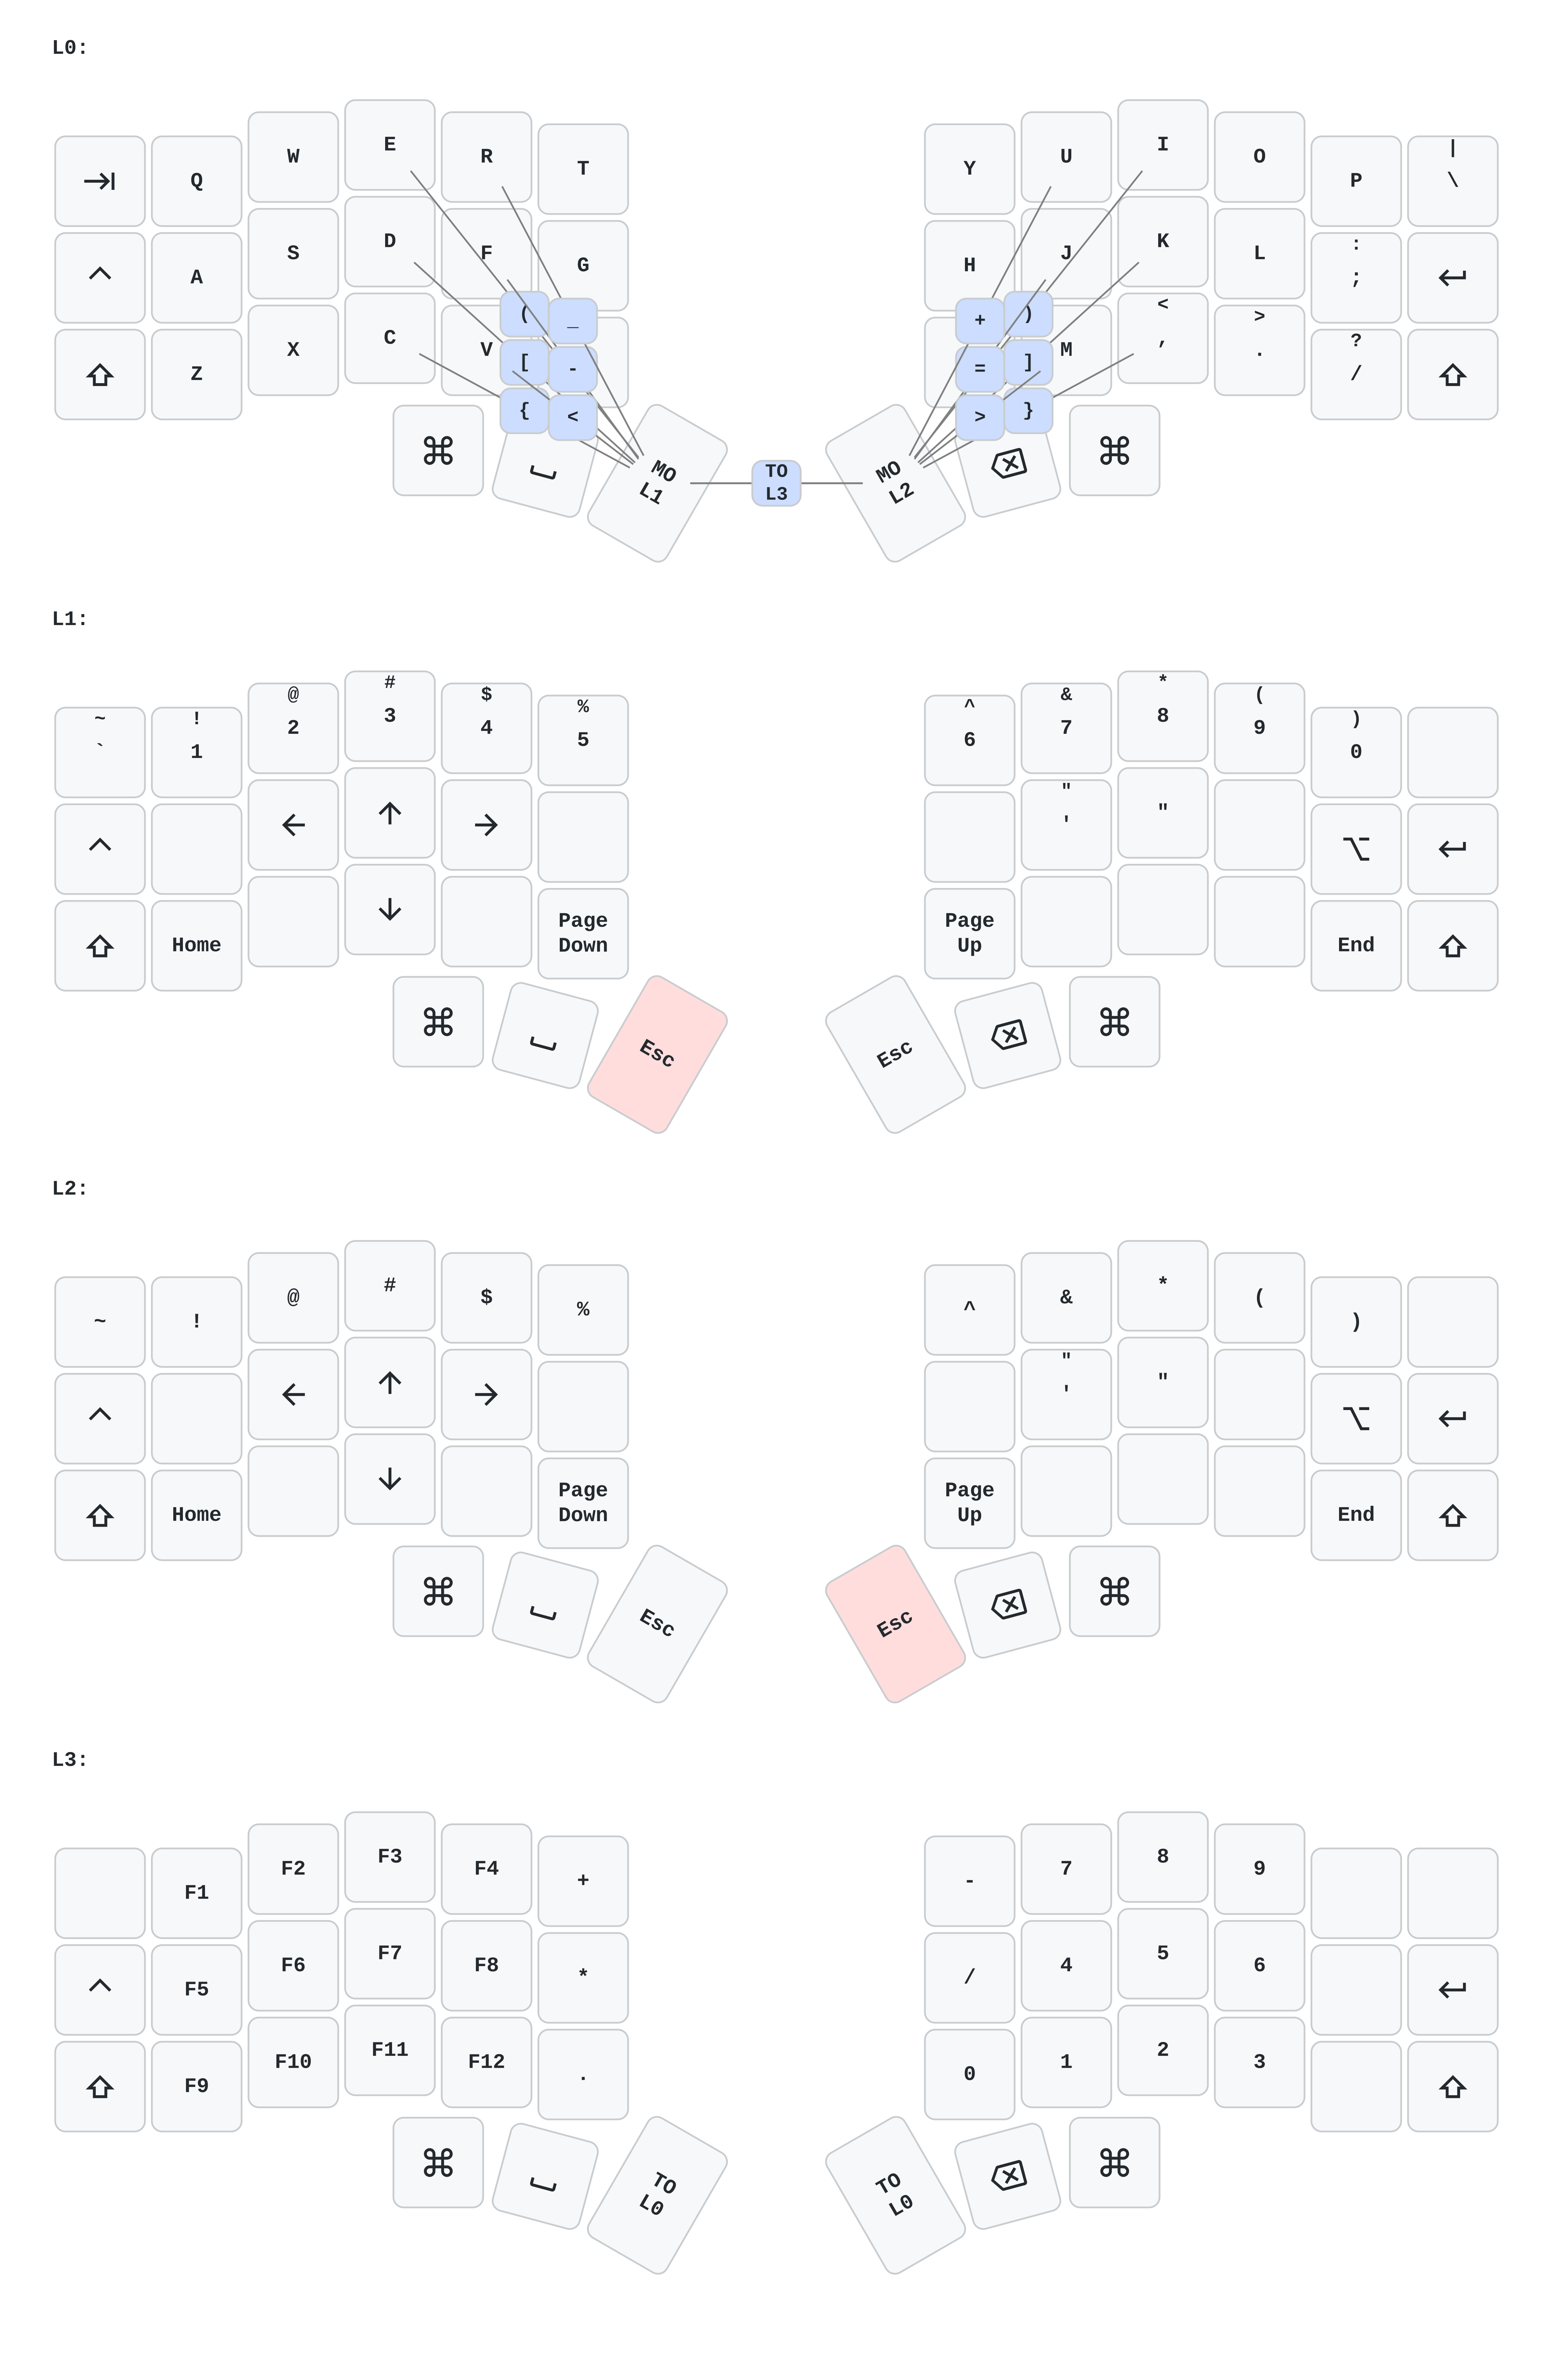 L0:
Q W E R T Y U I O P | \
A S D F G H J K L : ;
Z X C V M < , > . ? /
( _ + )
[ - = ]
{ < > }
MO L1 TO L3 MO L2
L1:
~ ` ! 1 @ 2 # 3 $ 4 % 5 ^ 6 & 7 * 8 ( 9 ) 0
" ' "
Home Page Down Page Up End
Esc Esc
L2:
~ ! @ # $ % ^ & * ( )
" ' "
Home Page Down Page Up End
Esc Esc
L3:
F1 F2 F3 F4 + - 7 8 9
F5 F6 F7 F8 * / 4 5 6
F9 F10 F11 F12 . 0 1 2 3
TO L0 TO L0